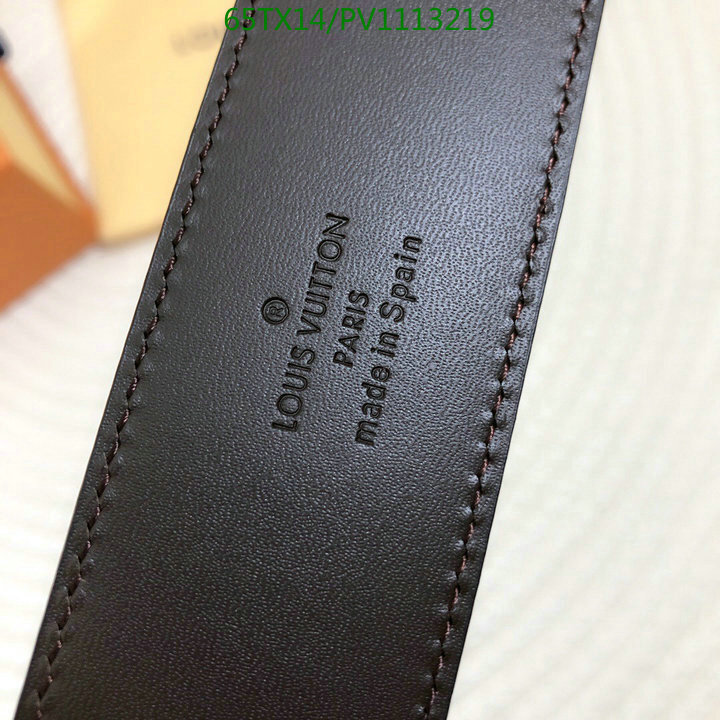 65TX14/PV1113219
LOUIS VUITTON
®
PARIS
made in Spain